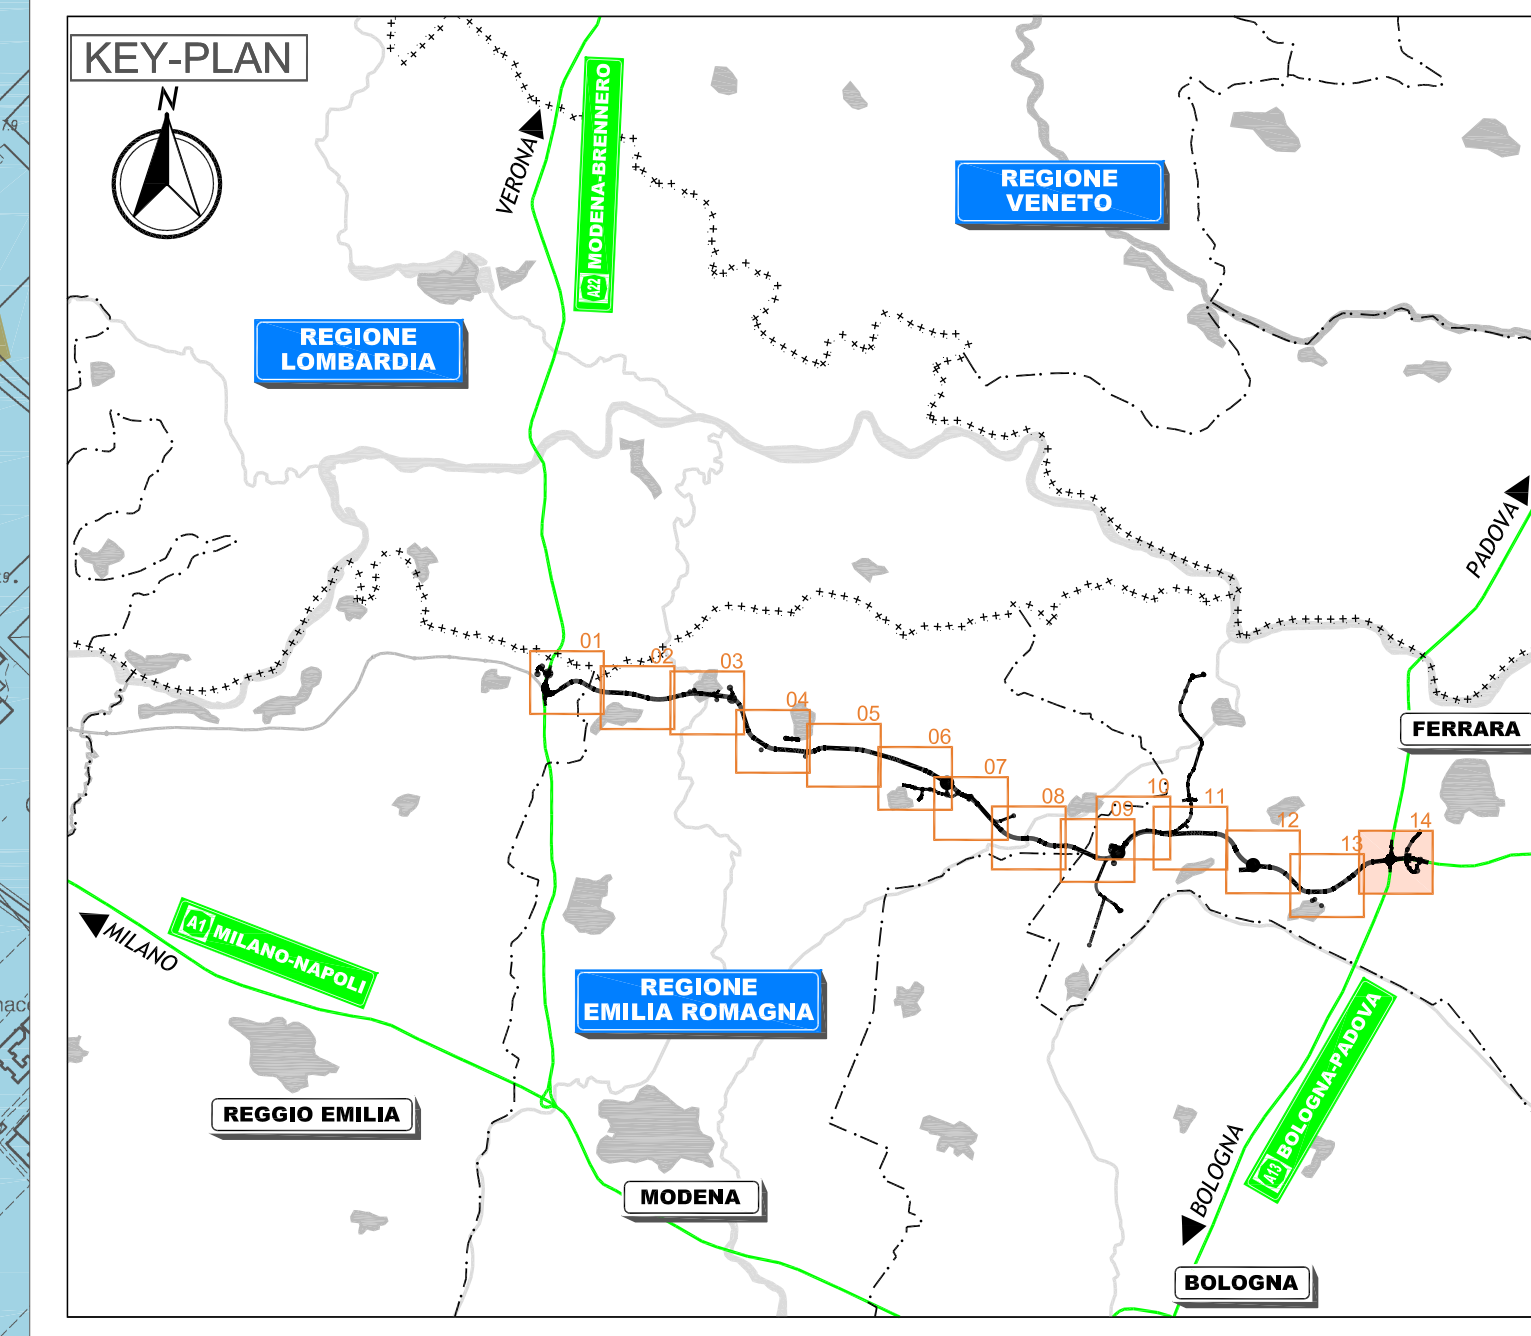 KEY-PLAN
N
VERONA
A22 MODENA-BRENNERO
REGIONE
VENETO
REGIONE
LOMBARDIA
PADOVA
01
02
03
04
05
06
07
08
09
10
11
12
13
14
FERRARA
A1 MILANO-NAPOLI
MILANO
REGIONE
EMILIA ROMAGNA
A13 BOLOGNA-PADOVA
REGGIO EMILIA
MODENA
BOLOGNA
BOLOGNA